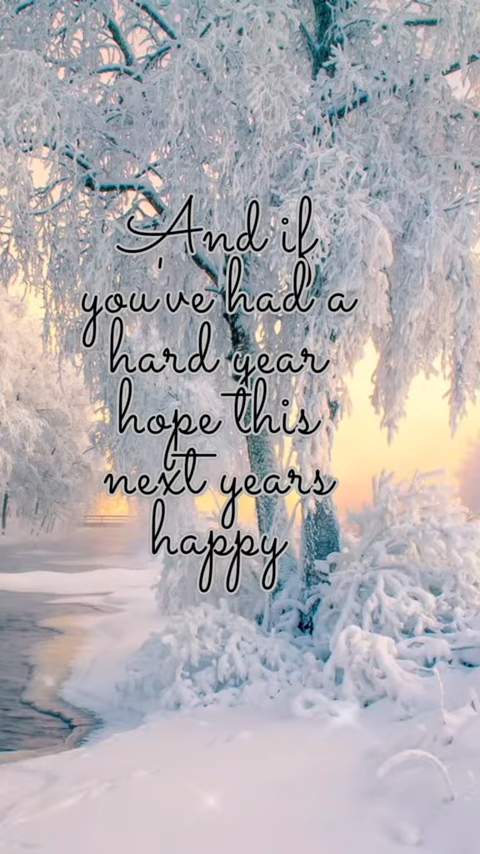 And if
you've had a
hard year
hope this
next years
happy